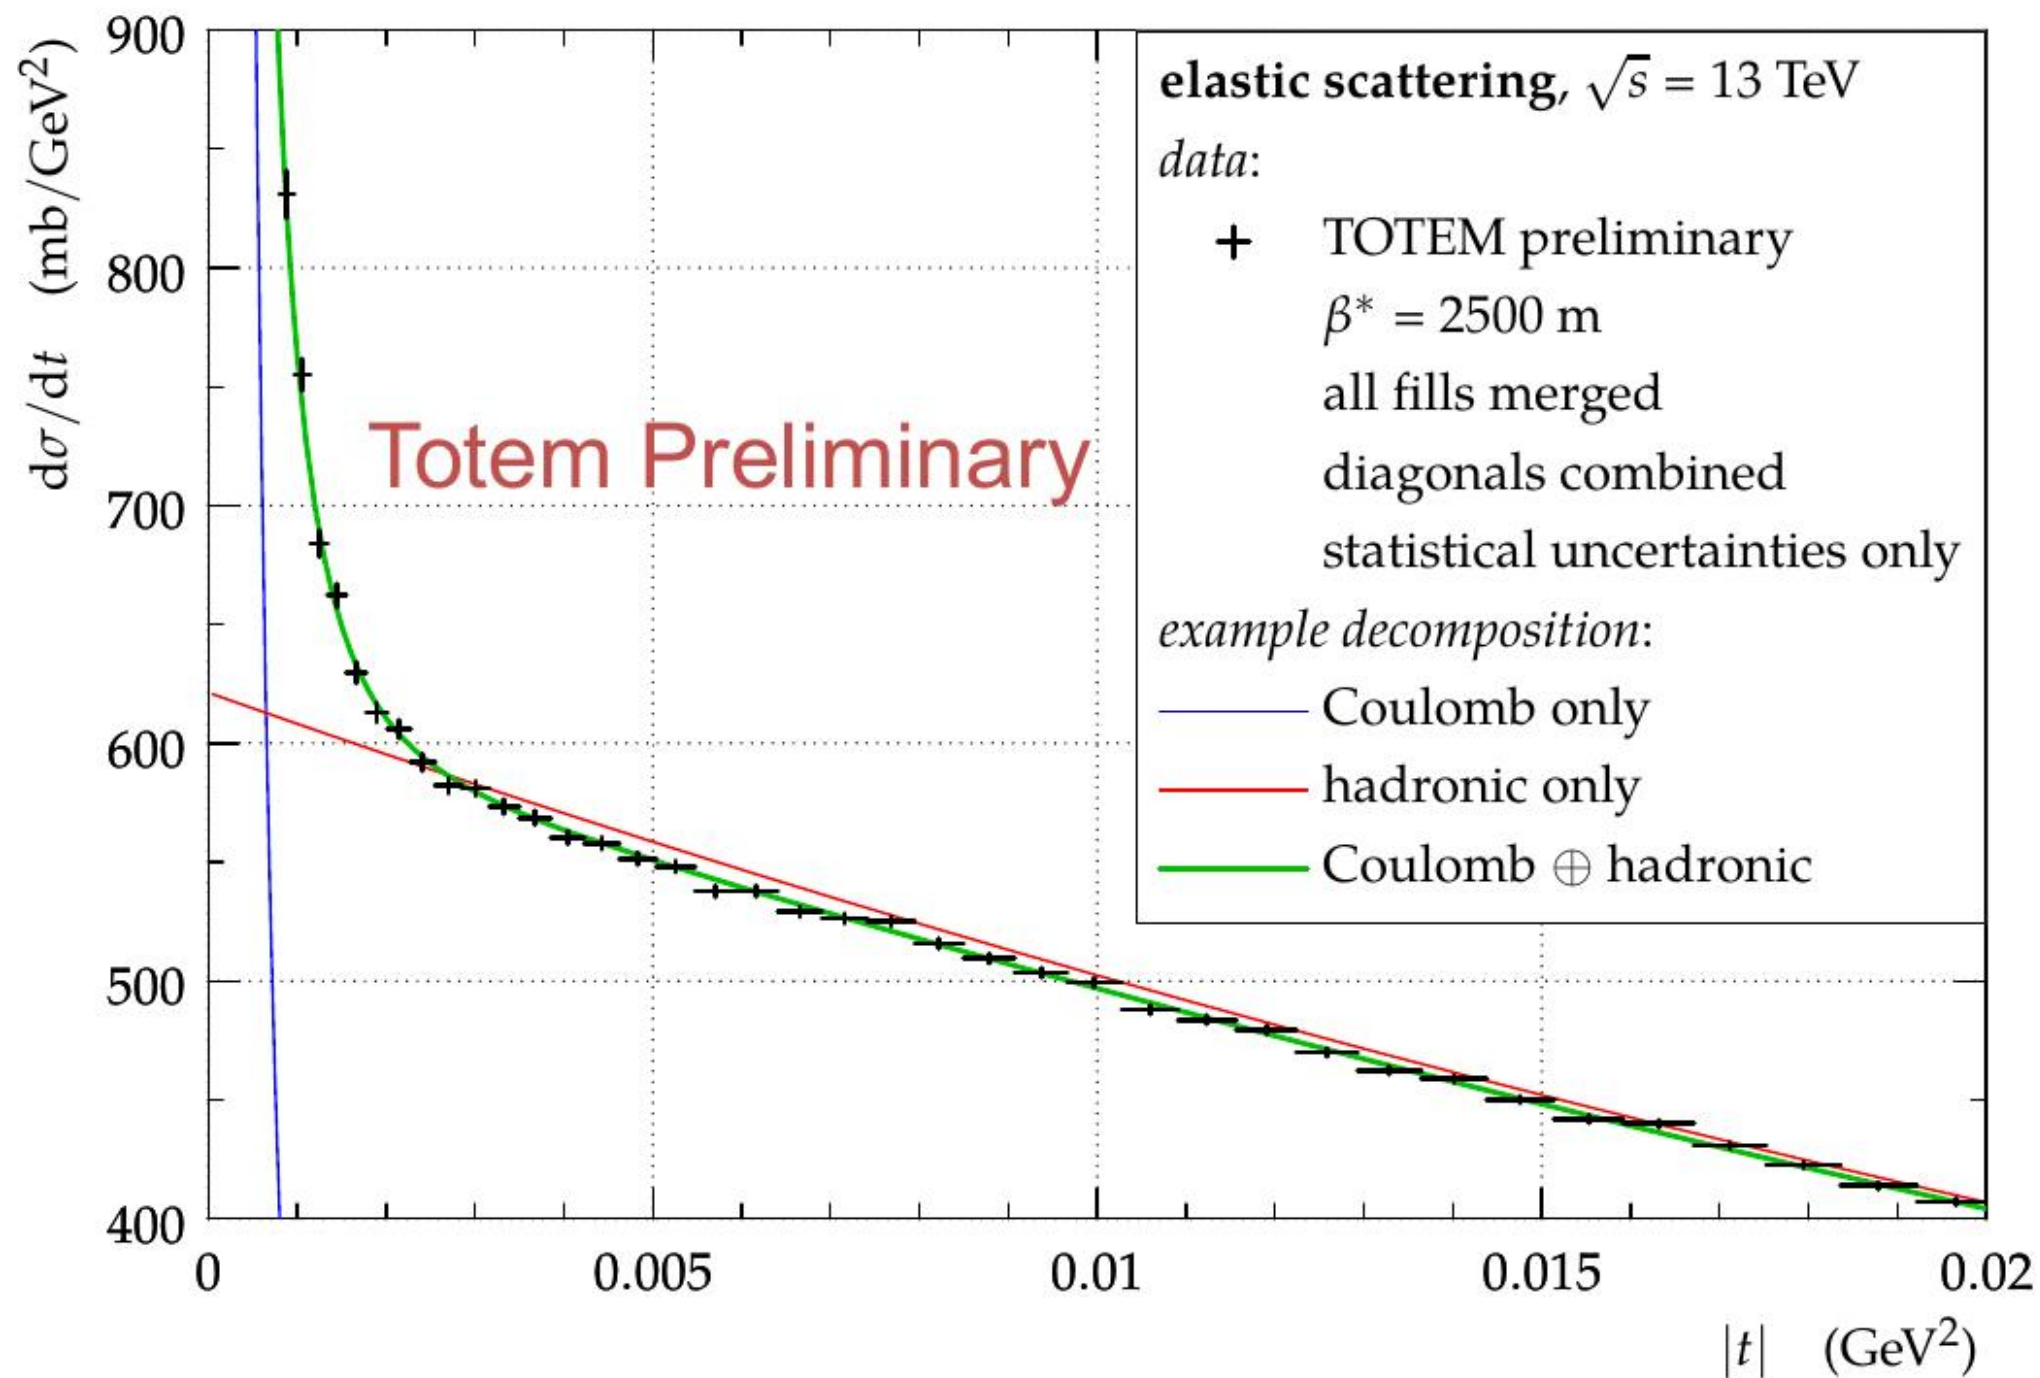 900
800
700
600
500
400
dσ/dt (mb/GeV²)
0
0.005
0.01
0.015
0.02
|t| (GeV²)
Totem Preliminary
elastic scattering, √s = 13 TeV
data:
TOTEM preliminary
β* = 2500 m
all fills merged
diagonals combined
statistical uncertainties only
example decomposition:
Coulomb only
hadronic only
Coulomb ⊕ hadronic